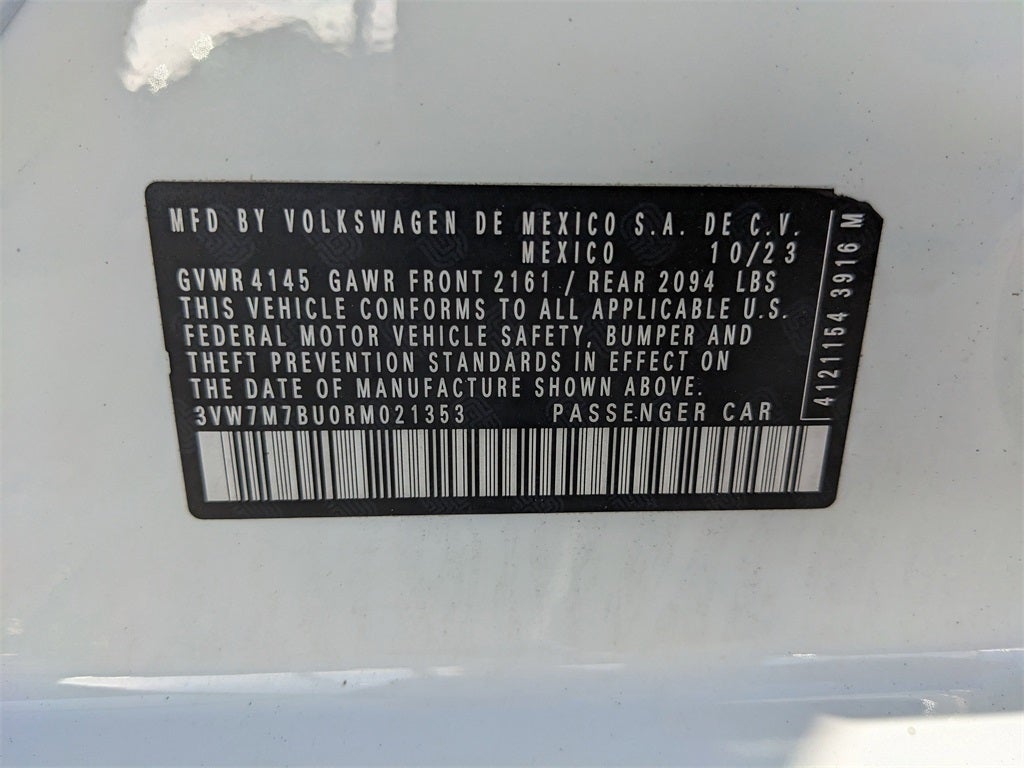 MFD BY VOLKSWAGEN DE MEXICO S.A. DE C.V.
MEXICO 10/23
GVWR 4145 GAWR FRONT 2161 / REAR 2094 LBS
THIS VEHICLE CONFORMS TO ALL APPLICABLE U.S.
FEDERAL MOTOR VEHICLE SAFETY, BUMPER AND
THEFT PREVENTION STANDARDS IN EFFECT ON
THE DATE OF MANUFACTURE SHOWN ABOVE.
3VW7M7BU0RM021353 PASSENGER CAR
4121154 3916 M